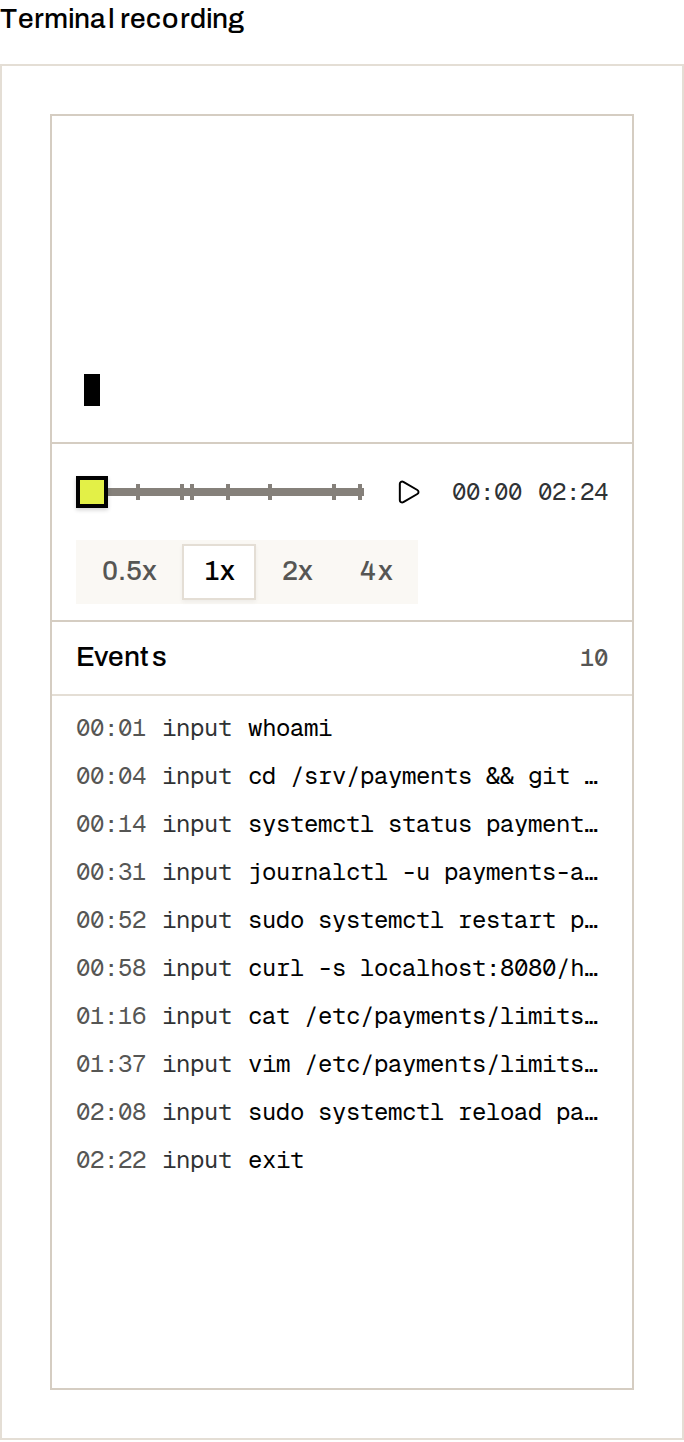 Terminal recording
00:00 02:24
0.5x 1x 2x 4x
Events 10
00:01 input whoami
00:04 input cd /srv/payments && git …
00:14 input systemctl status payment…
00:31 input journalctl -u payments-a…
00:52 input sudo systemctl restart p…
00:58 input curl -s localhost:8080/h…
01:16 input cat /etc/payments/limits…
01:37 input vim /etc/payments/limits…
02:08 input sudo systemctl reload pa…
02:22 input exit